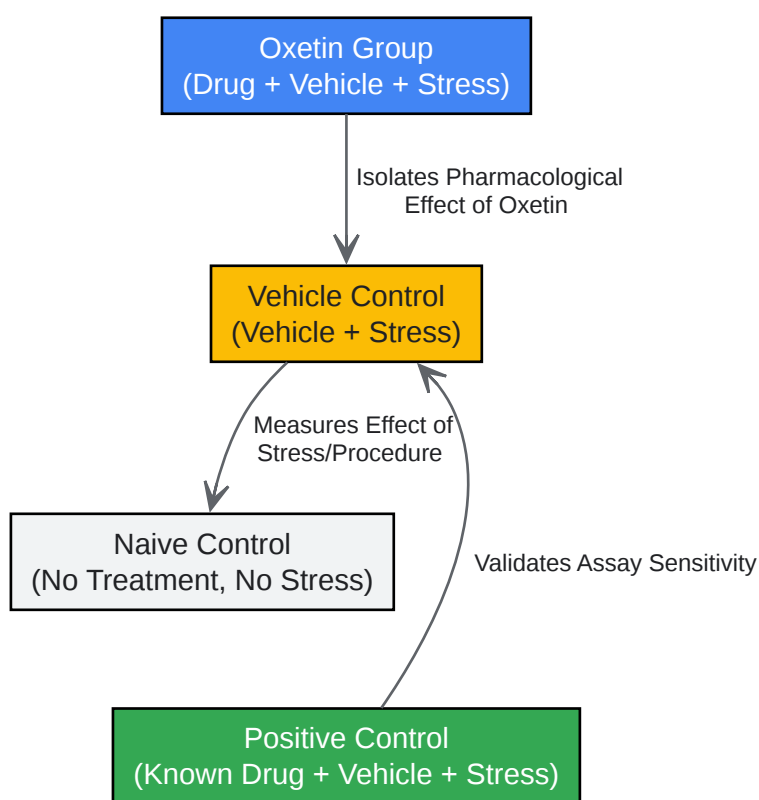 Oxetin Group
(Drug + Vehicle + Stress)
Isolates Pharmacological
Effect of Oxetin
Vehicle Control
(Vehicle + Stress)
Measures Effect of
Stress/Procedure
Naive Control
(No Treatment, No Stress)
Validates Assay Sensitivity
Positive Control
(Known Drug + Vehicle + Stress)